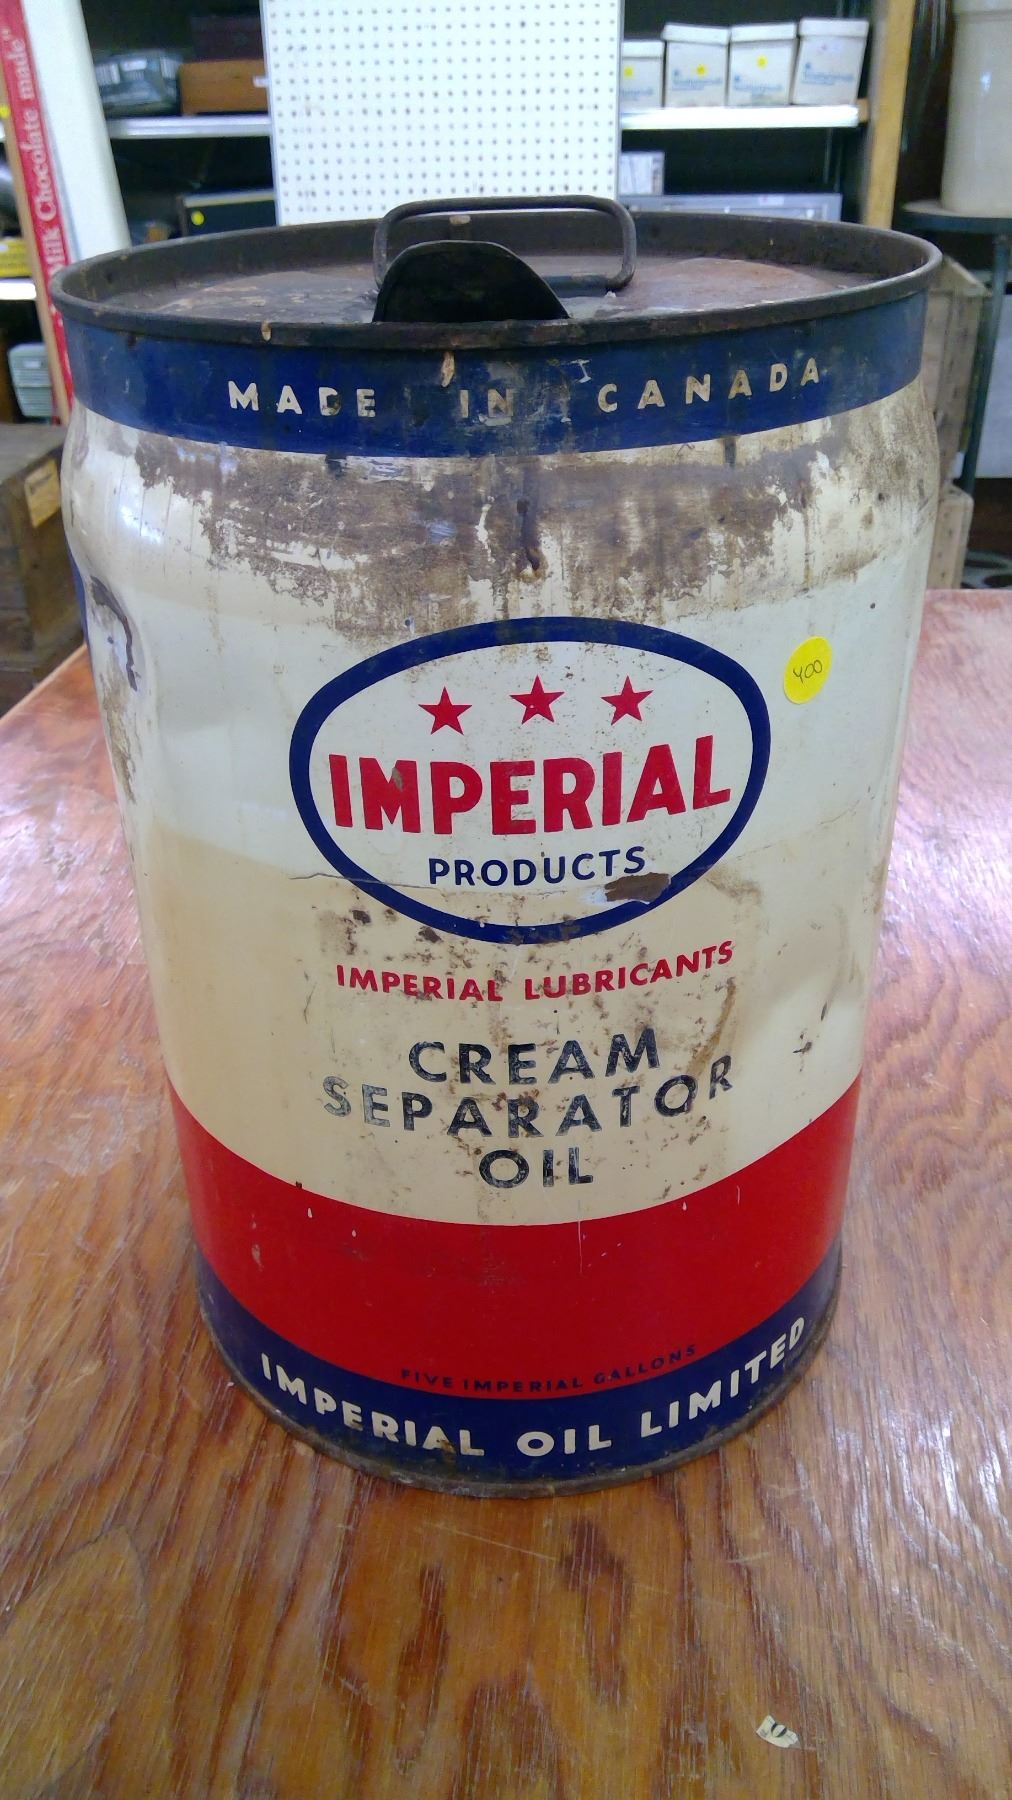 Milk Chocolate made"
MADE IN CANADA
400
IMPERIAL
PRODUCTS
IMPERIAL LUBRICANTS
CREAM
SEPARATOR
OIL
FIVE IMPERIAL GALLONS
IMPERIAL OIL LIMITED